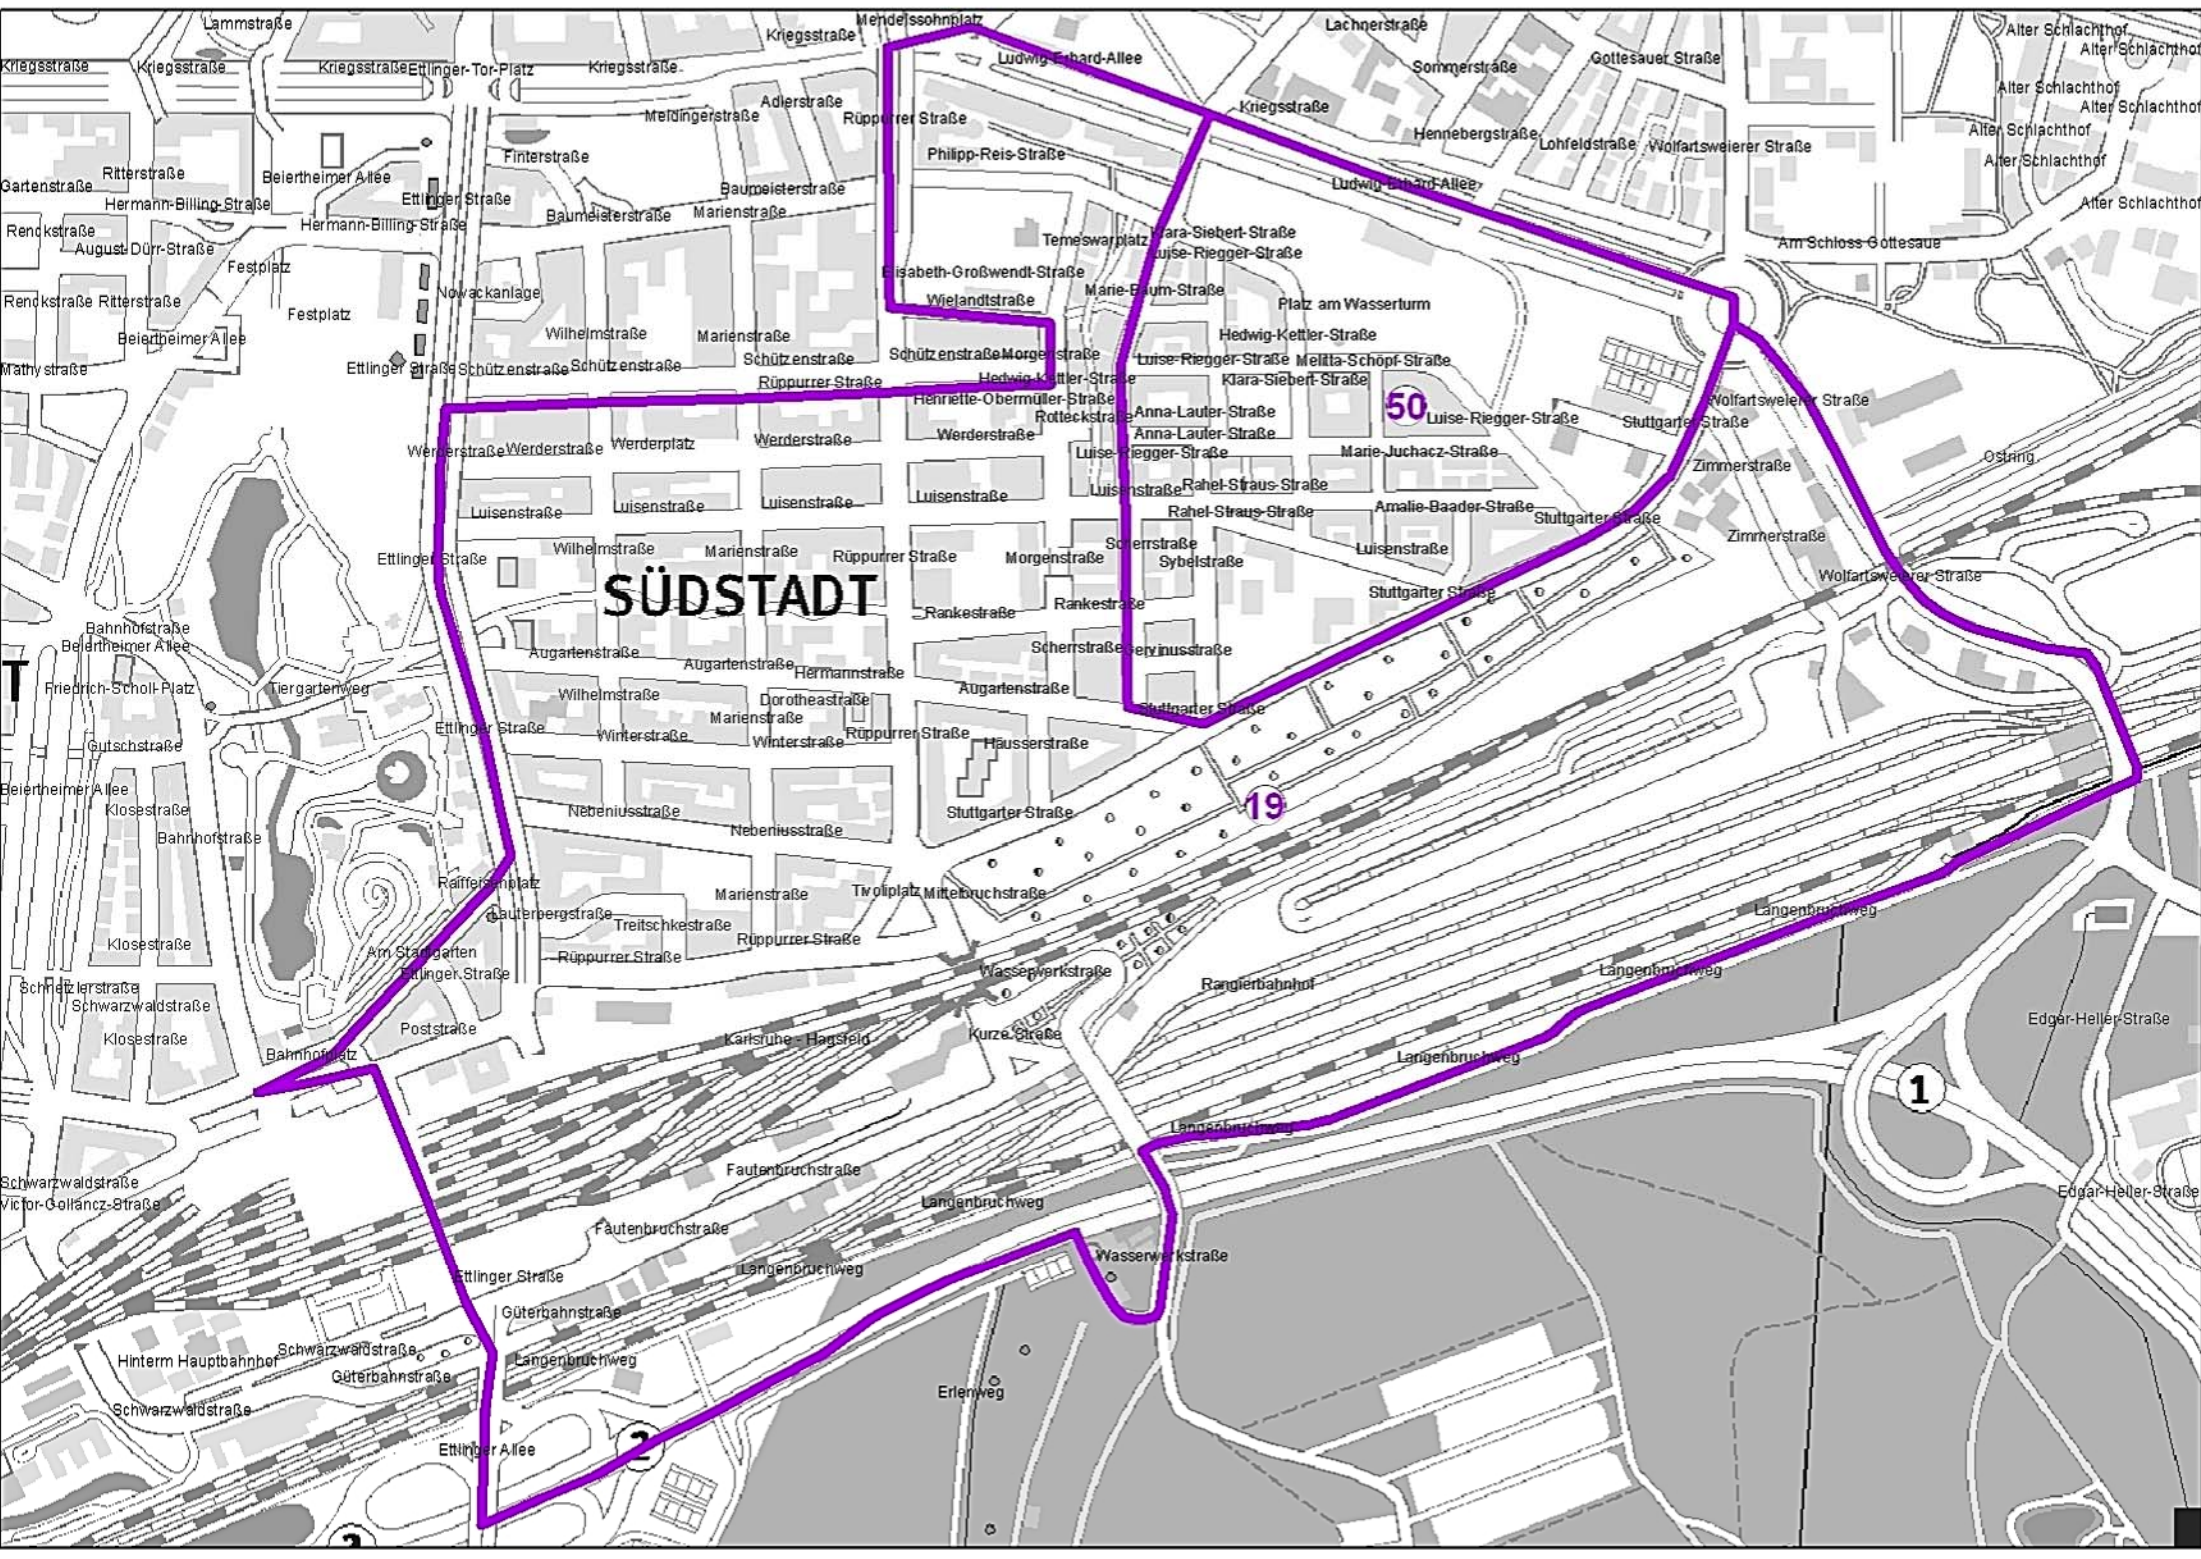 Lammstraße
Mendelssohnplatz
Kriegsstraße
Lachnerstraße
Alter Schlachthof
Alter Schlachthof
Kriegsstraße
Kriegsstraße
Kriegsstraße
Ettlinger-Tor-Platz
Kriegsstraße
Ludwig-Erhard-Allee
Sommerstraße
Gottesauer Straße
Alter Schlachthof
Adlerstraße
Kriegsstraße
Alter Schlachthof
Meidingerstraße
Rüppurrer Straße
Hennebergstraße
Lohfeldstraße
Wolfartsweierer Straße
Alter Schlachthof
Finterstraße
Philipp-Reis-Straße
Alter Schlachthof
Ritterstraße
Beiertheimer Allee
Gartenstraße
Baumeisterstraße
Ludwig-Erhard-Allee
Hermann-Billing-Straße
Ettlinger Straße
Baumeisterstraße
Marienstraße
Alter Schlachthof
Renckstraße
Hermann-Billing-Straße
Temeswarplatz
Klara-Siebert-Straße
August-Dürr-Straße
Luise-Riegger-Straße
Am Schloss Gottesaue
Festplatz
Elisabeth-Großwendt-Straße
Nowackanlage
Marie-Baum-Straße
Renckstraße
Ritterstraße
Wielandtstraße
Platz am Wasserturm
Festplatz
Beiertheimer Allee
Wilhelmstraße
Marienstraße
Hedwig-Kettler-Straße
Mathystraße
Ettlinger Straße
Schützenstraße
Schützenstraße
Schützenstraße
Schützenstraße
Morgenstraße
Luise-Riegger-Straße
Melitta-Schöpf-Straße
Rüppurrer Straße
Hedwig-Kettler-Straße
Klara-Siebert-Straße
Henriette-Obermüller-Straße
50
Wolfartsweierer Straße
Rotteckstraße
Anna-Lauter-Straße
Luise-Riegger-Straße
Stuttgarter Straße
Werderstraße
Werderstraße
Werderplatz
Werderstraße
Werderstraße
Anna-Lauter-Straße
Luise-Riegger-Straße
Marie-Juchacz-Straße
Zimmerstraße
Ostring
Luisenstraße
Luisenstraße
Luisenstraße
Luisenstraße
Luisenstraße
Rahel-Straus-Straße
Rahel-Straus-Straße
Amalie-Baader-Straße
Stuttgarter Straße
Zimmerstraße
Ettlinger Straße
Wilhelmstraße
Marienstraße
Rüppurrer Straße
Morgenstraße
Scherrstraße
Sybelstraße
Luisenstraße
Wolfartsweierer Straße
SÜDSTADT
Stuttgarter Straße
Rankestraße
Rankestraße
Bahnhofstraße
Beiertheimer Allee
Augartenstraße
Augartenstraße
Hermannstraße
Scherrstraße
Gervinusstraße
T
Friedrich-Scholl-Platz
Tiergartenweg
Wilhelmstraße
Dorotheastraße
Augartenstraße
Marienstraße
Stuttgarter Straße
Ettlinger Straße
Winterstraße
Winterstraße
Rüppurrer Straße
Häusserstraße
Gutschstraße
Beiertheimer Allee
Klosestraße
Nebeniusstraße
Nebeniusstraße
Stuttgarter Straße
19
Bahnhofstraße
Raiffeisenplatz
Marienstraße
Tivoliplatz
Mittelbruchstraße
Langenbruchweg
Lauterbergstraße
Treitschkestraße
Klosestraße
Rüppurrer Straße
Am Stadtgarten
Rüppurrer Straße
Ettlinger Straße
Wasserwerkstraße
Langenbruchweg
Rangierbahnhof
Schnetzlerstraße
Schwarzwaldstraße
Poststraße
Edgar-Heller-Straße
Klosestraße
Karlsruhe - Hagsfeld
Kurze Straße
Bahnhofplatz
Langenbruchweg
1
Langenbruchweg
Fautenbruchstraße
Schwarzwaldstraße
Victor-Gollancz-Straße
Edgar-Heller-Straße
Langenbruchweg
Fautenbruchstraße
Wasserwerkstraße
Langenbruchweg
Ettlinger Straße
Güterbahnstraße
Schwarzwaldstraße
Hinterm Hauptbahnhof
Langenbruchweg
Güterbahnstraße
Erlenweg
Schwarzwaldstraße
Ettlinger Allee
2